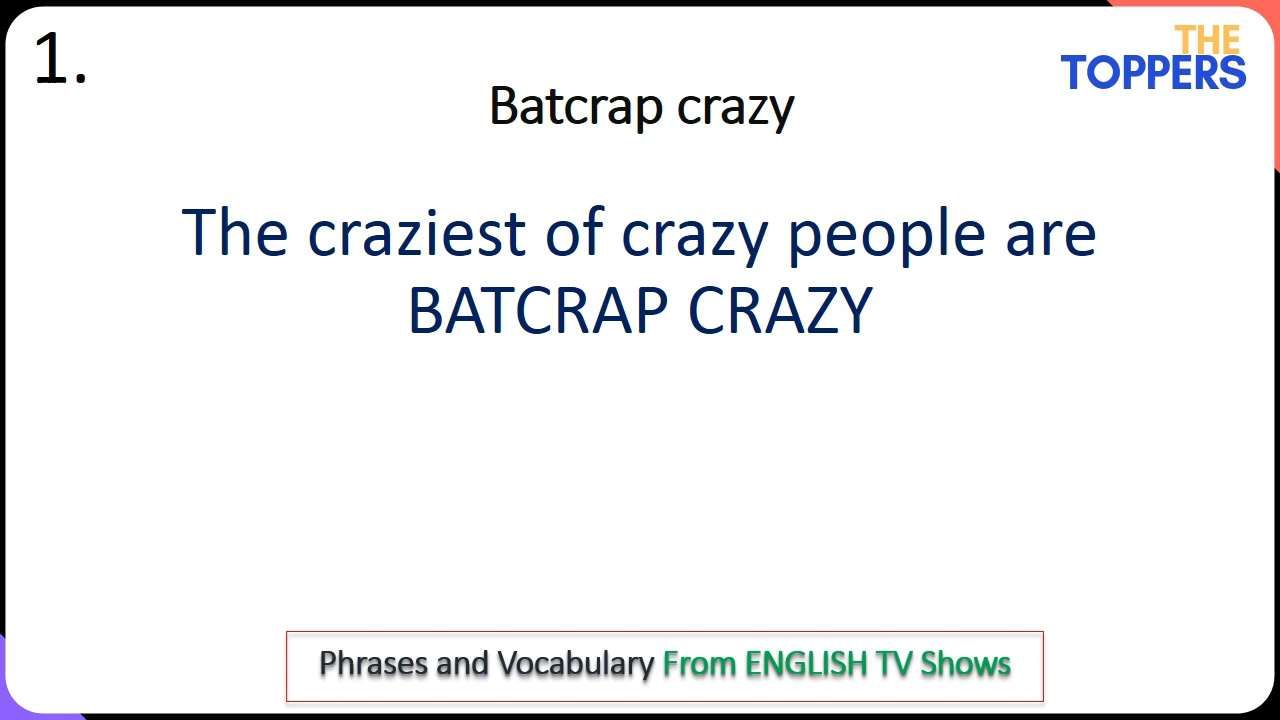 1.
THE
TOPPERS
Batcrap crazy
The craziest of crazy people are
BATCRAP CRAZY
Phrases and Vocabulary From ENGLISH TV Shows